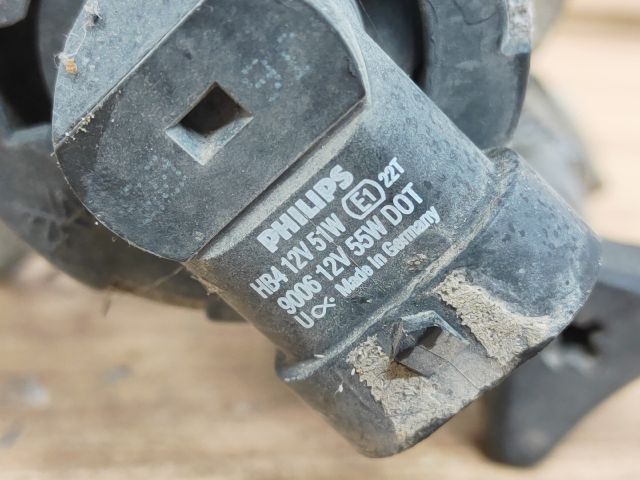 PHILIPS
HB4 12V 51W E1 22T
9006 12V 55W DOT
U Made in Germany